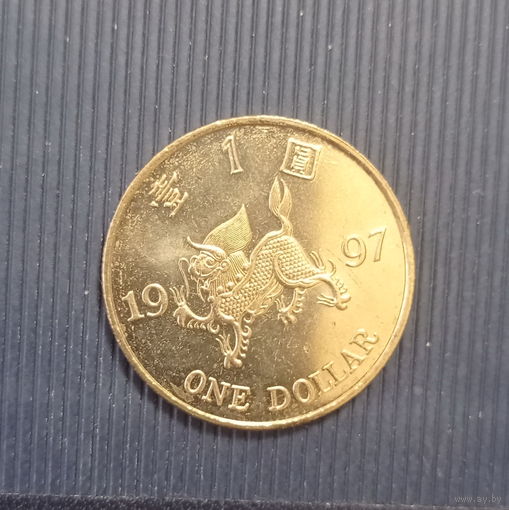 壹 1 圓
19 97
ONE DOLLAR
www.ay.by